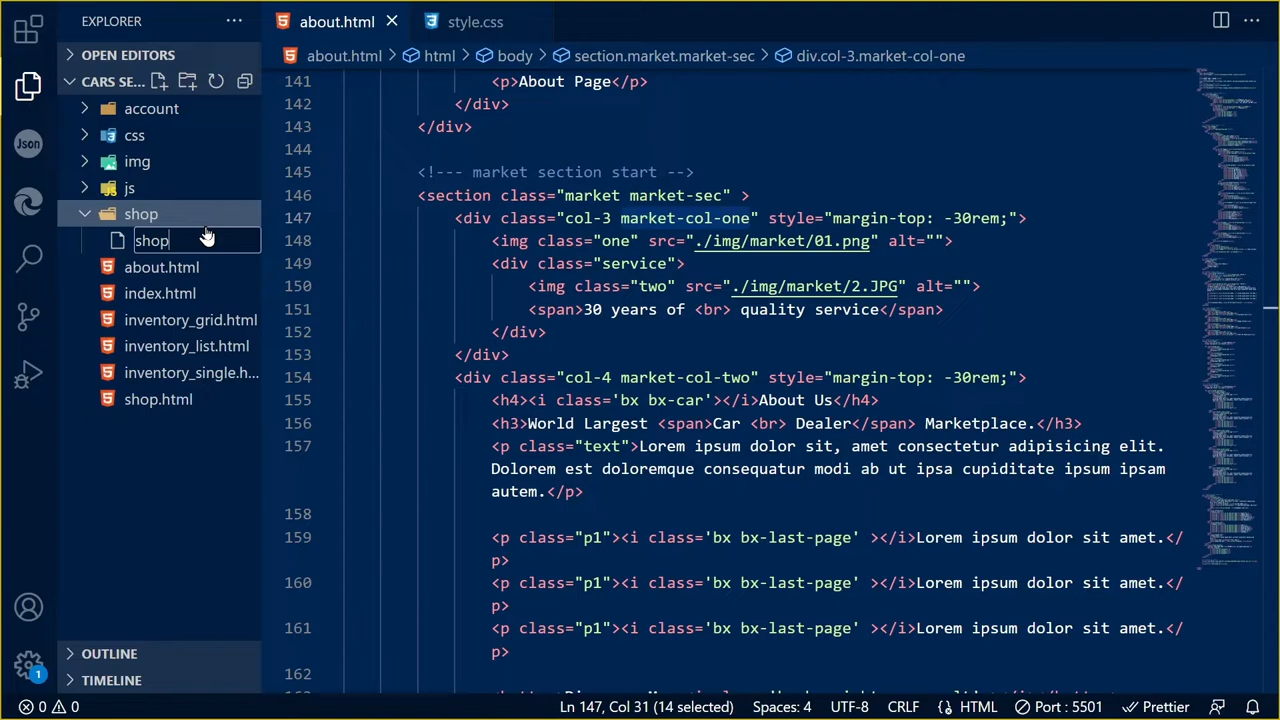 EXPLORER
about.html
style.css
OPEN EDITORS
about.html > html > body > section.market.market-sec > div.col-3.market-col-one
CARS SE...
account
css
img
js
shop
shop
about.html
index.html
inventory_grid.html
inventory_list.html
inventory_single.h...
shop.html
OUTLINE
TIMELINE
Json
1
141 <p>About Page</p>
142 </div>
143 </div>
144
145 <!--- market section start -->
146 <section class="market market-sec" >
147 <div class="col-3 market-col-one" style="margin-top: -30rem;">
148 <img class="one" src="./img/market/01.png" alt="">
149 <div class="service">
150 <img class="two" src="./img/market/2.JPG" alt="">
151 <span>30 years of <br> quality service</span>
152 </div>
153 </div>
154 <div class="col-4 market-col-two" style="margin-top: -30rem;">
155 <h4><i class='bx bx-car'></i>About Us</h4>
156 <h3>World Largest <span>Car <br> Dealer</span> Marketplace.</h3>
157 <p class="text">Lorem ipsum dolor sit, amet consectetur adipisicing elit.
Dolorem est doloremque consequatur modi ab ut ipsa cupiditate ipsum ipsam
autem.</p>
158
159 <p class="p1"><i class='bx bx-last-page' ></i>Lorem ipsum dolor sit amet.</
p>
160 <p class="p1"><i class='bx bx-last-page' ></i>Lorem ipsum dolor sit amet.</
p>
161 <p class="p1"><i class='bx bx-last-page' ></i>Lorem ipsum dolor sit amet.</
p>
162
0 0
Ln 147, Col 31 (14 selected) Spaces: 4 UTF-8 CRLF HTML Port : 5501 Prettier